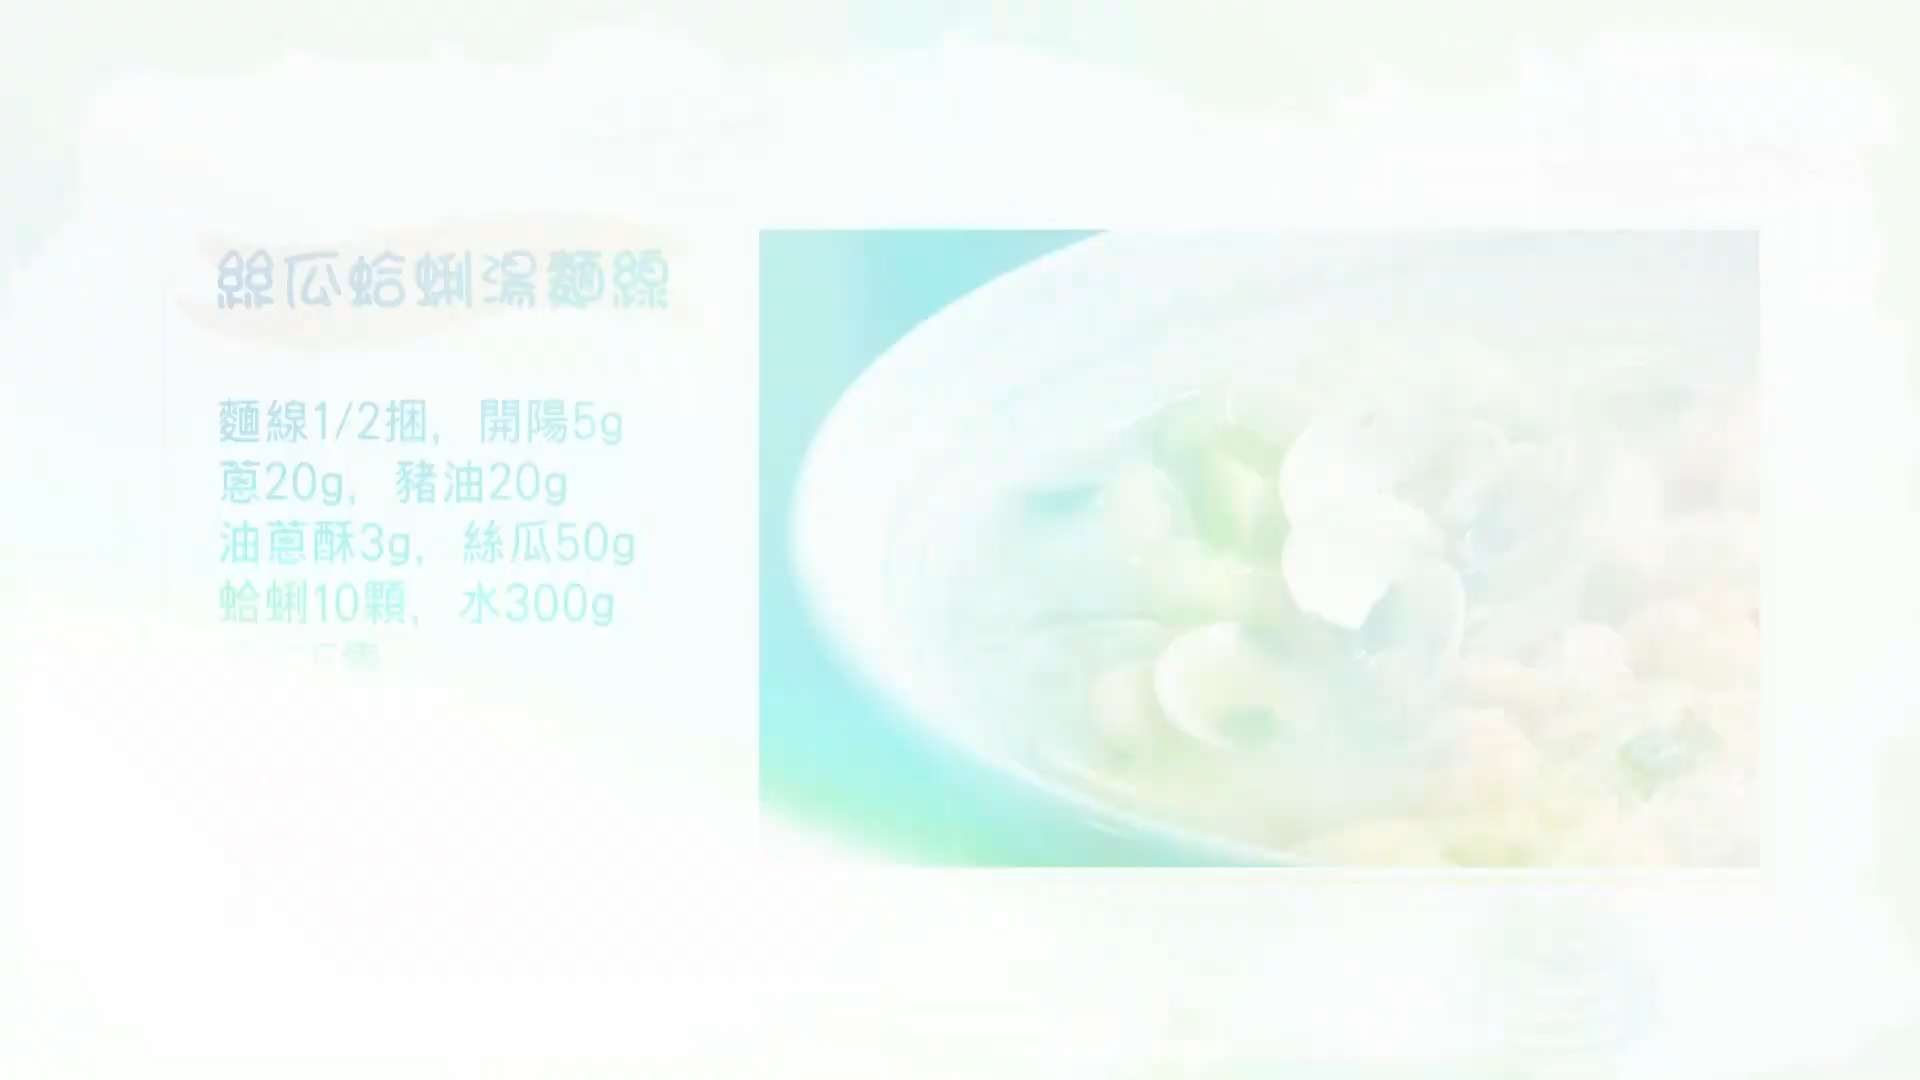 絲瓜蛤蜊湯麵線
麵線1/2捆，開陽5g
蔥20g，豬油20g
油蔥酥3g，絲瓜50g
蛤蜊10顆，水300g